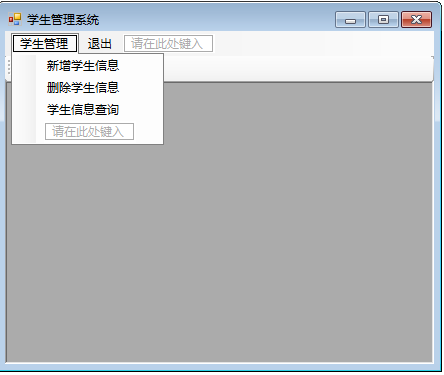 学生管理系统
学生管理 退出 请在此处键入
新增学生信息
删除学生信息
学生信息查询
请在此处键入